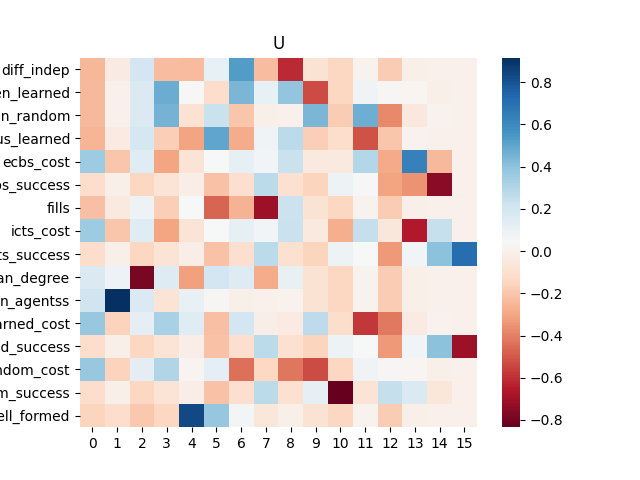 U
diff_indep
en_learned
n_random
us_learned
ecbs_cost
os_success
fills
icts_cost
ts_success
an_degree
n_agentss
arned_cost
d_success
ndom_cost
m_success
ell_formed
0 1 2 3 4 5 6 7 8 9 10 11 12 13 14 15
0.8
0.6
0.4
0.2
0.0
−0.2
−0.4
−0.6
−0.8